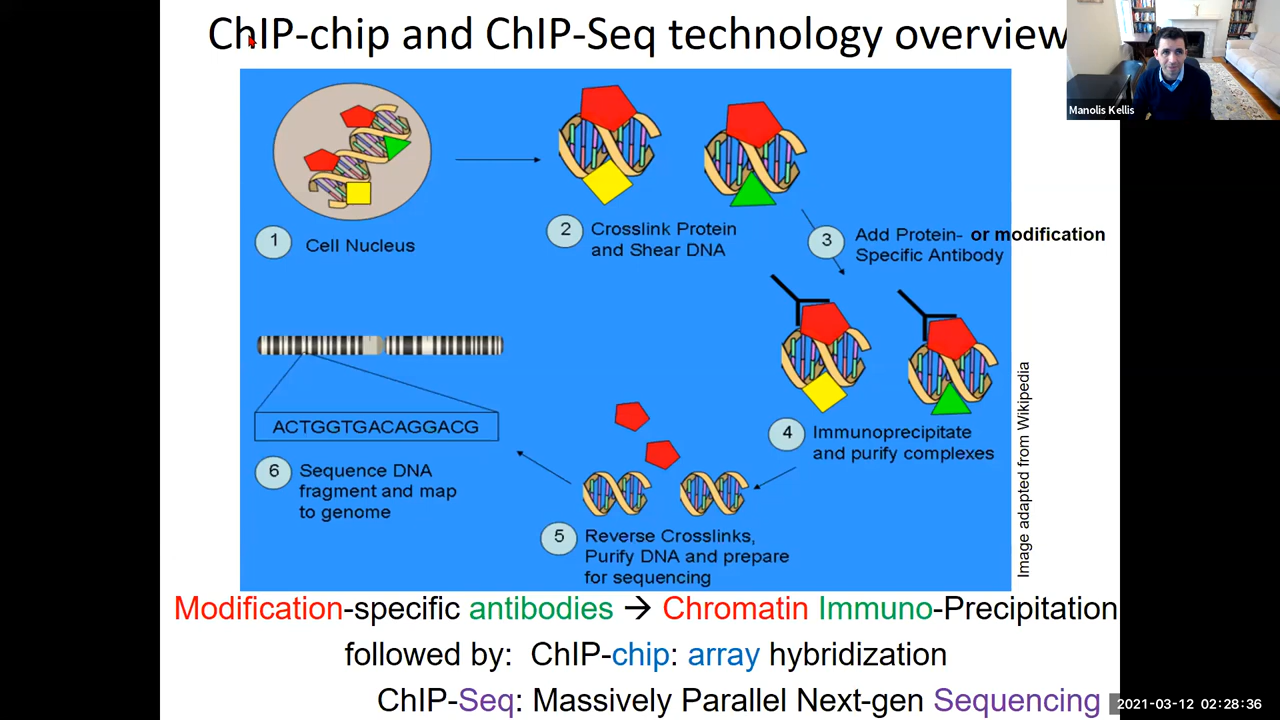 ChIP-chip and ChIP-Seq technology overview
Manolis Kellis
1 Cell Nucleus
2 Crosslink Protein
and Shear DNA
3 Add Protein- or modification
Specific Antibody
4 Immunoprecipitate
and purify complexes
5 Reverse Crosslinks,
Purify DNA and prepare
for sequencing
ACTGGTGACAGGACG
6 Sequence DNA
fragment and map
to genome
Image adapted from Wikipedia
Modification-specific antibodies → Chromatin Immuno-Precipitation
followed by: ChIP-chip: array hybridization
ChIP-Seq: Massively Parallel Next-gen Sequencing
2021-03-12 02:28:36